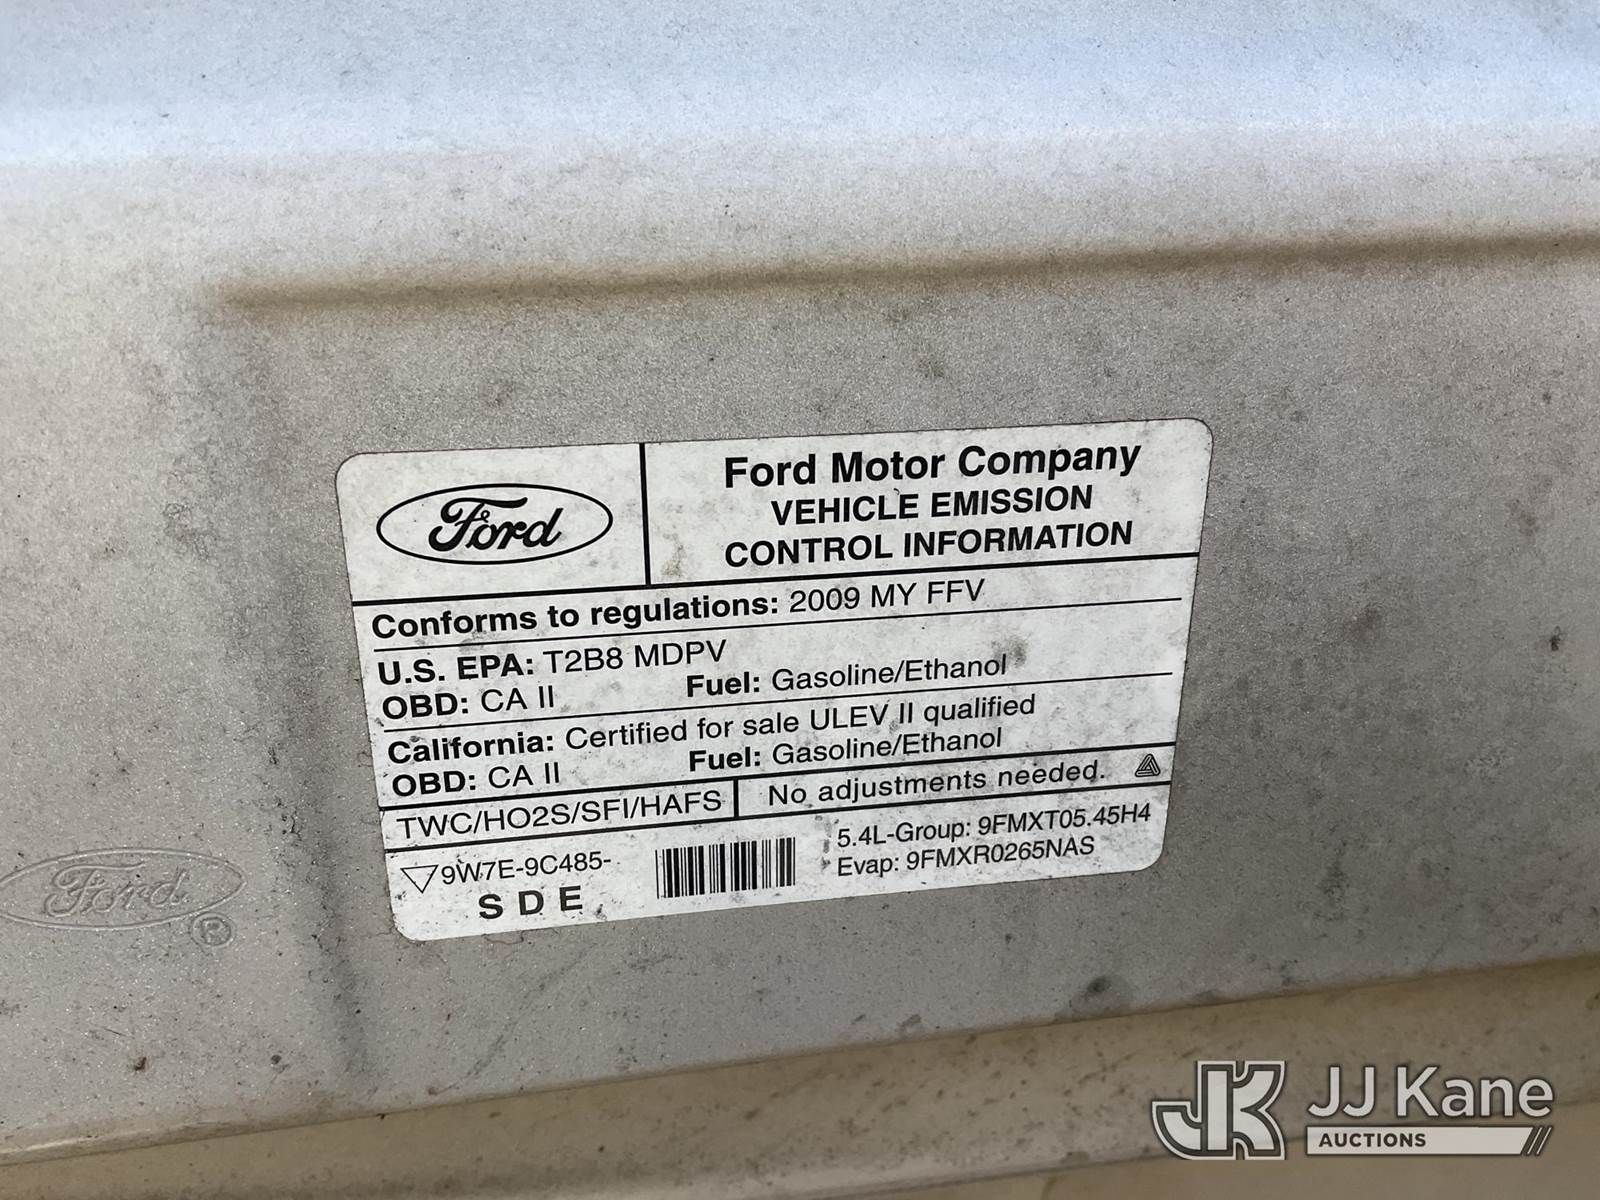 Ford
Ford Motor Company
VEHICLE EMISSION
CONTROL INFORMATION
Conforms to regulations: 2009 MY FFV
U.S. EPA: T2B8 MDPV
OBD: CA II Fuel: Gasoline/Ethanol
California: Certified for sale ULEV II qualified
OBD: CA II Fuel: Gasoline/Ethanol
TWC/HO2S/SFI/HAFS No adjustments needed.
9W7E-9C485-
SDE
5.4L-Group: 9FMXT05.45H4
Evap: 9FMXR0265NAS
Ford ®
JK JJ Kane
AUCTIONS